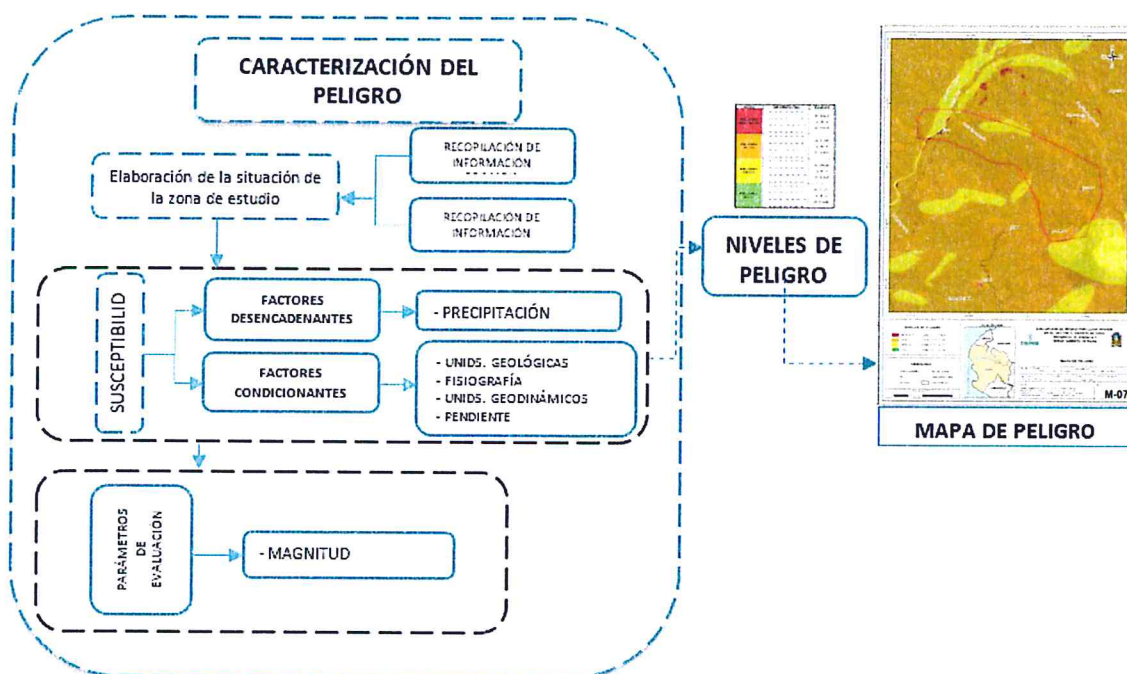 CARACTERIZACIÓN DEL
PELIGRO
RECOPILACIÓN DE
INFORMACIÓN
Elaboración de la situación de
la zona de estudio
RECOPILACIÓN DE
INFORMACIÓN
SUSCEPTIBILID
FACTORES
DESENCADENANTES
- PRECIPITACIÓN
FACTORES
CONDICIONANTES
- UNIDS. GEOLÓGICAS
- FISIOGRAFÍA
- UNIDS. GEODINÁMICOS
- PENDIENTE
PARÁMETROS
DE
EVALUACIÓN
- MAGNITUD
NIVELES DE
PELIGRO
M-07
MAPA DE PELIGRO